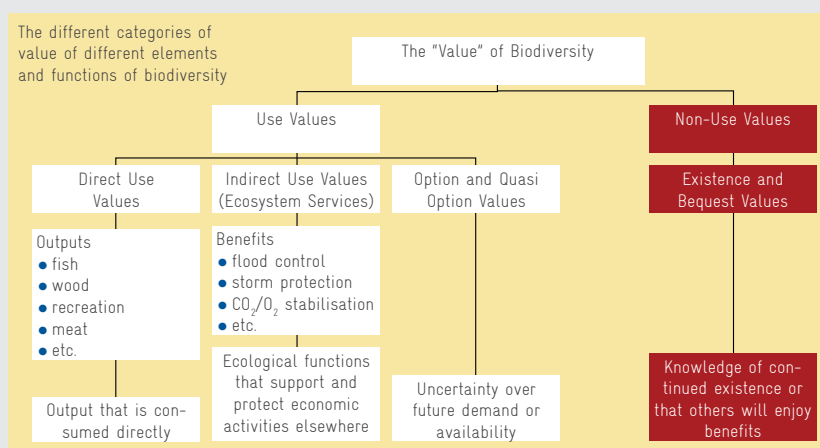 The different categories of
value of different elements
and functions of biodiversity
The "Value" of Biodiversity
Use Values
Non-Use Values
Direct Use
Values
Indirect Use Values
(Ecosystem Services)
Option and Quasi
Option Values
Existence and
Bequest Values
Outputs
● fish
● wood
● recreation
● meat
● etc.
Benefits
● flood control
● storm protection
● CO₂/O₂ stabilisation
● etc.
Output that is con-
sumed directly
Ecological functions
that support and
protect economic
activities elsewhere
Uncertainty over
future demand or
availability
Knowledge of con-
tinued existence or
that others will enjoy
benefits